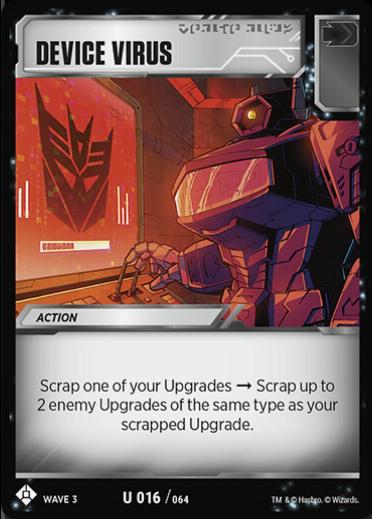 DEVICE VIRUS
ACTION
Scrap one of your Upgrades → Scrap up to
2 enemy Upgrades of the same type as your
scrapped Upgrade.
WAVE 3 U 016 / 064 TM & © Hasbro. © Wizards.